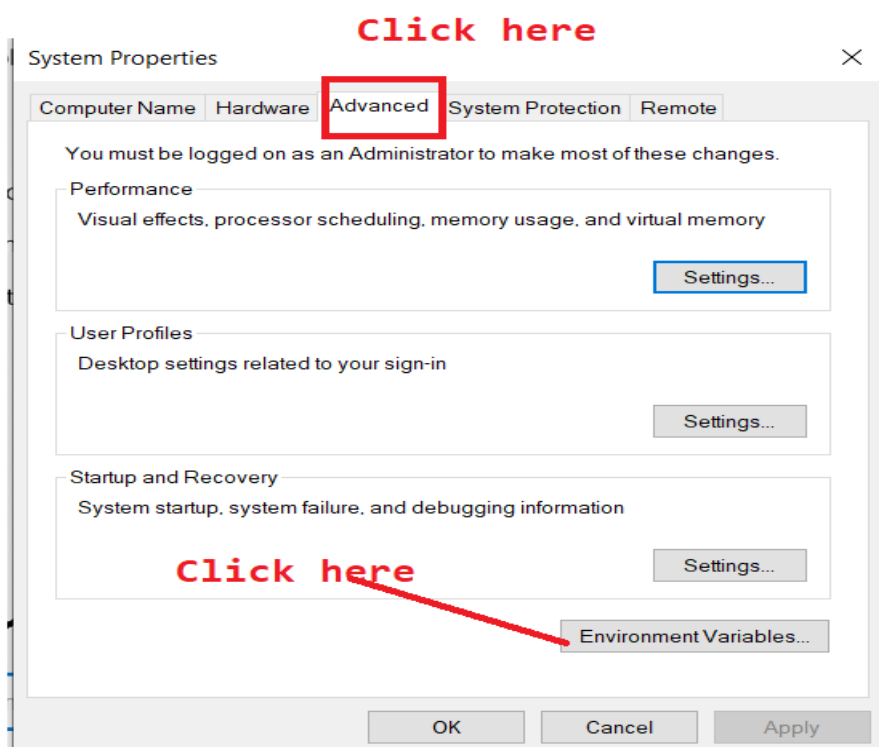 Click here
System Properties
Computer Name Hardware Advanced System Protection Remote
You must be logged on as an Administrator to make most of these changes.
Performance
Visual effects, processor scheduling, memory usage, and virtual memory
Settings...
User Profiles
Desktop settings related to your sign-in
Settings...
Startup and Recovery
System startup, system failure, and debugging information
Click here
Settings...
Environment Variables...
OK Cancel Apply